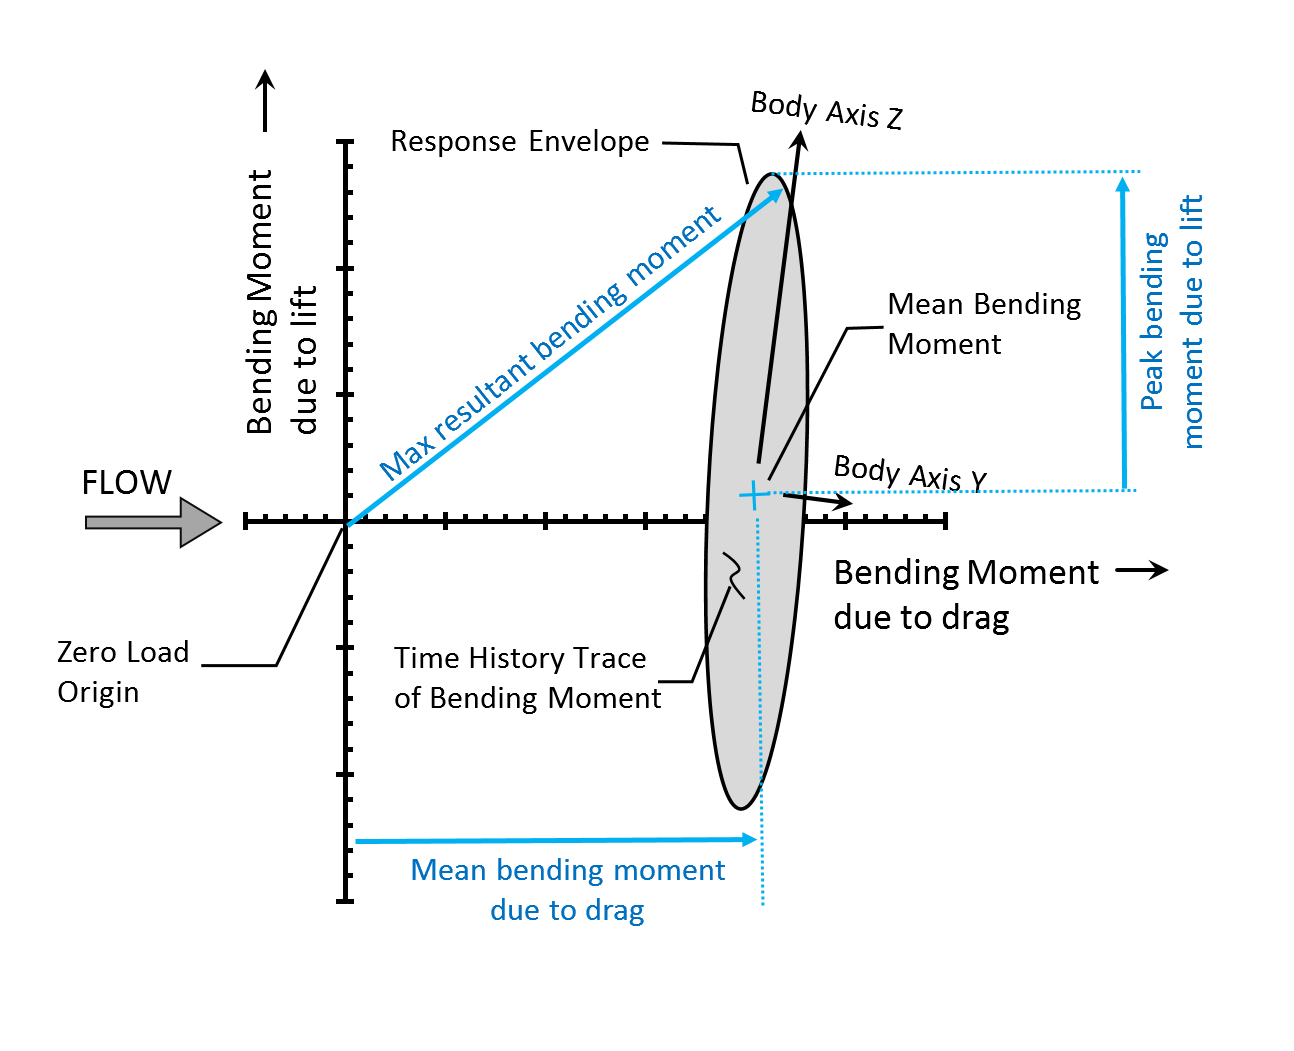 Body Axis Z
Response Envelope
Bending Moment
due to lift
Max resultant bending moment
Peak bending
moment due to lift
Mean Bending
Moment
FLOW
Body Axis Y
Bending Moment
due to drag
Zero Load
Origin
Time History Trace
of Bending Moment
Mean bending moment
due to drag